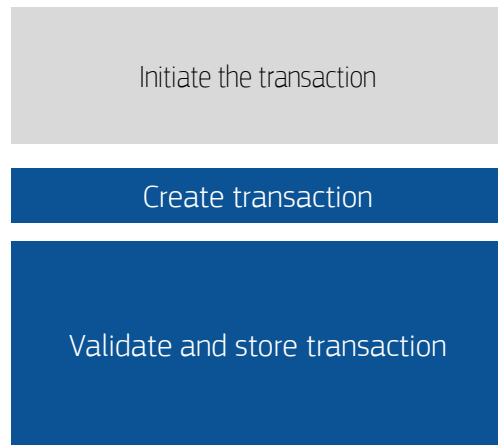 Initiate the transaction
Create transaction
Validate and store transaction